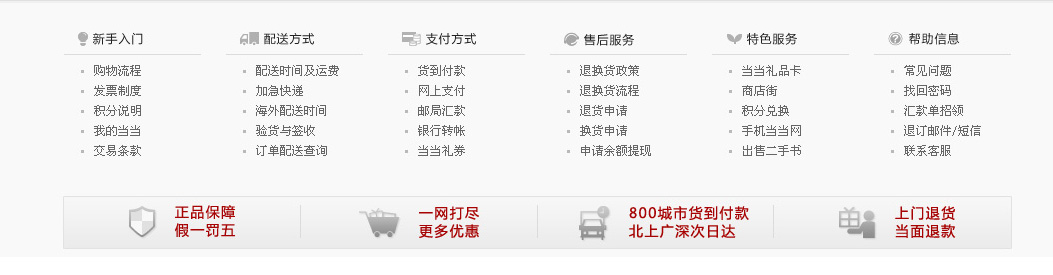 新手入门
购物流程
发票制度
积分说明
我的当当
交易条款
配送方式
配送时间及运费
加急快递
海外配送时间
验货与签收
订单配送查询
支付方式
货到付款
网上支付
邮局汇款
银行转帐
当当礼券
售后服务
退换货政策
退换货流程
退货申请
换货申请
申请余额提现
特色服务
当当礼品卡
商店街
积分兑换
手机当当网
出售二手书
帮助信息
常见问题
找回密码
汇款单招领
退订邮件/短信
联系客服
正品保障
假一罚五
一网打尽
更多优惠
800城市货到付款
北上广深次日达
上门退货
当面退款